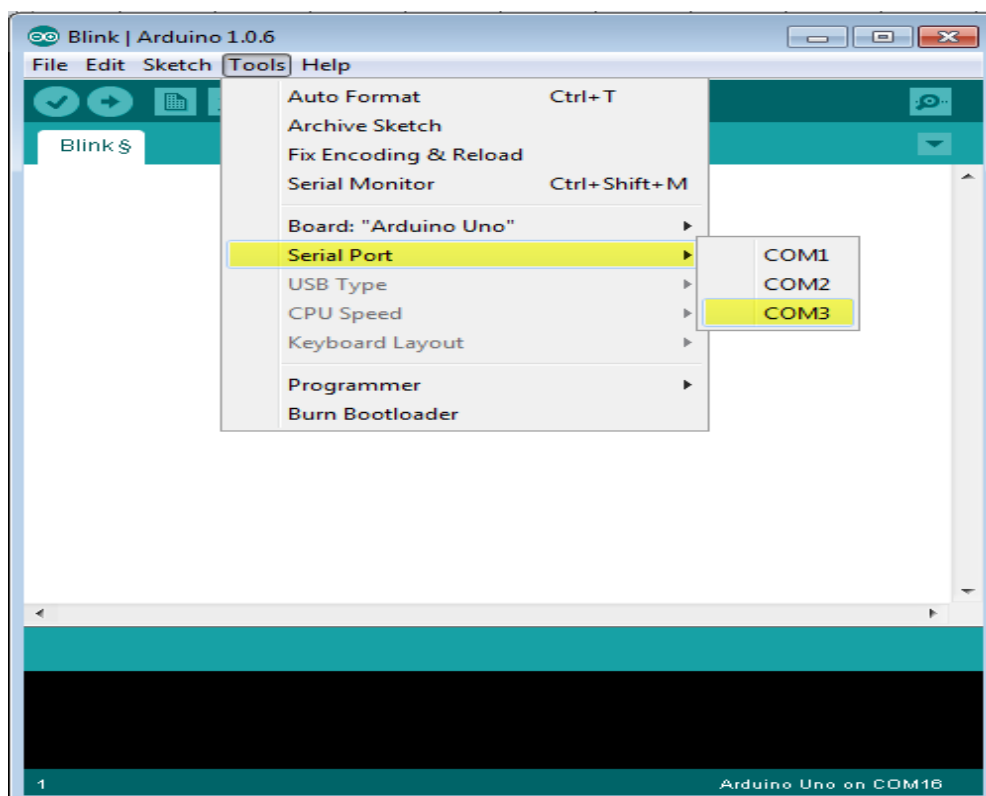 Blink | Arduino 1.0.6
File Edit Sketch Tools Help
Auto Format Ctrl+T
Archive Sketch
Blink §
Fix Encoding & Reload
Serial Monitor Ctrl+Shift+M
Board: "Arduino Uno"
Serial Port
COM1
USB Type
COM2
CPU Speed
COM3
Keyboard Layout
Programmer
Burn Bootloader
1
Arduino Uno on COM16